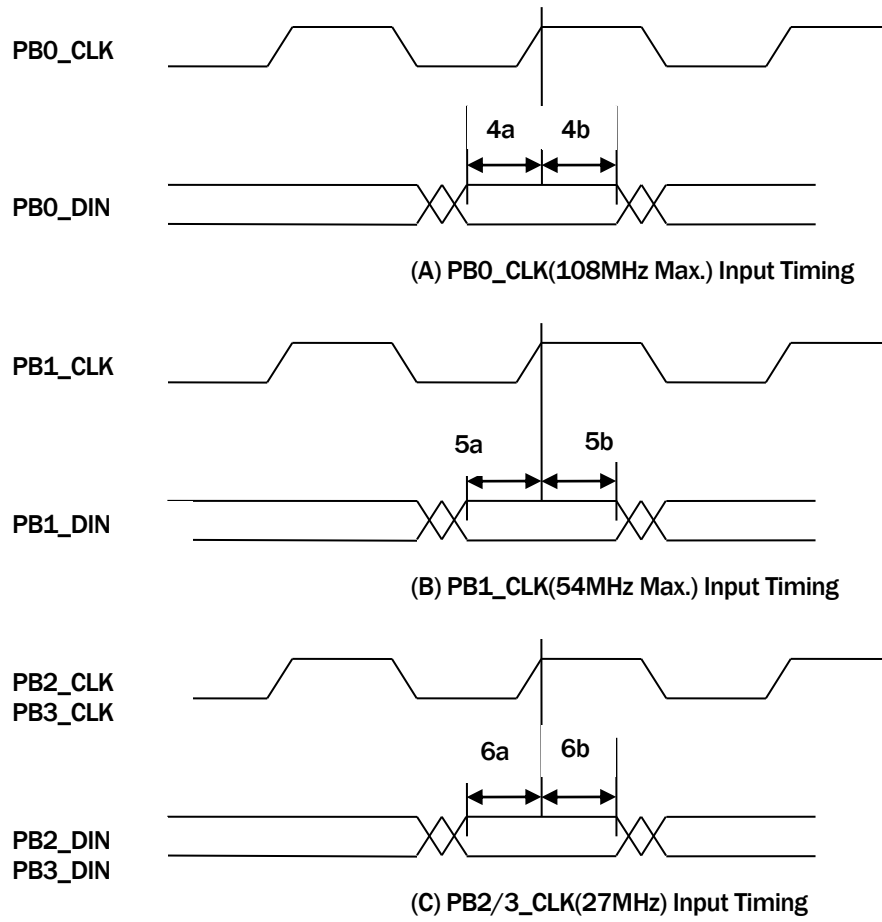 PB0_CLK
4a 4b
PB0_DIN
(A) PB0_CLK(108MHz Max.) Input Timing
PB1_CLK
5a 5b
PB1_DIN
(B) PB1_CLK(54MHz Max.) Input Timing
PB2_CLK
PB3_CLK
6a 6b
PB2_DIN
PB3_DIN
(C) PB2/3_CLK(27MHz) Input Timing